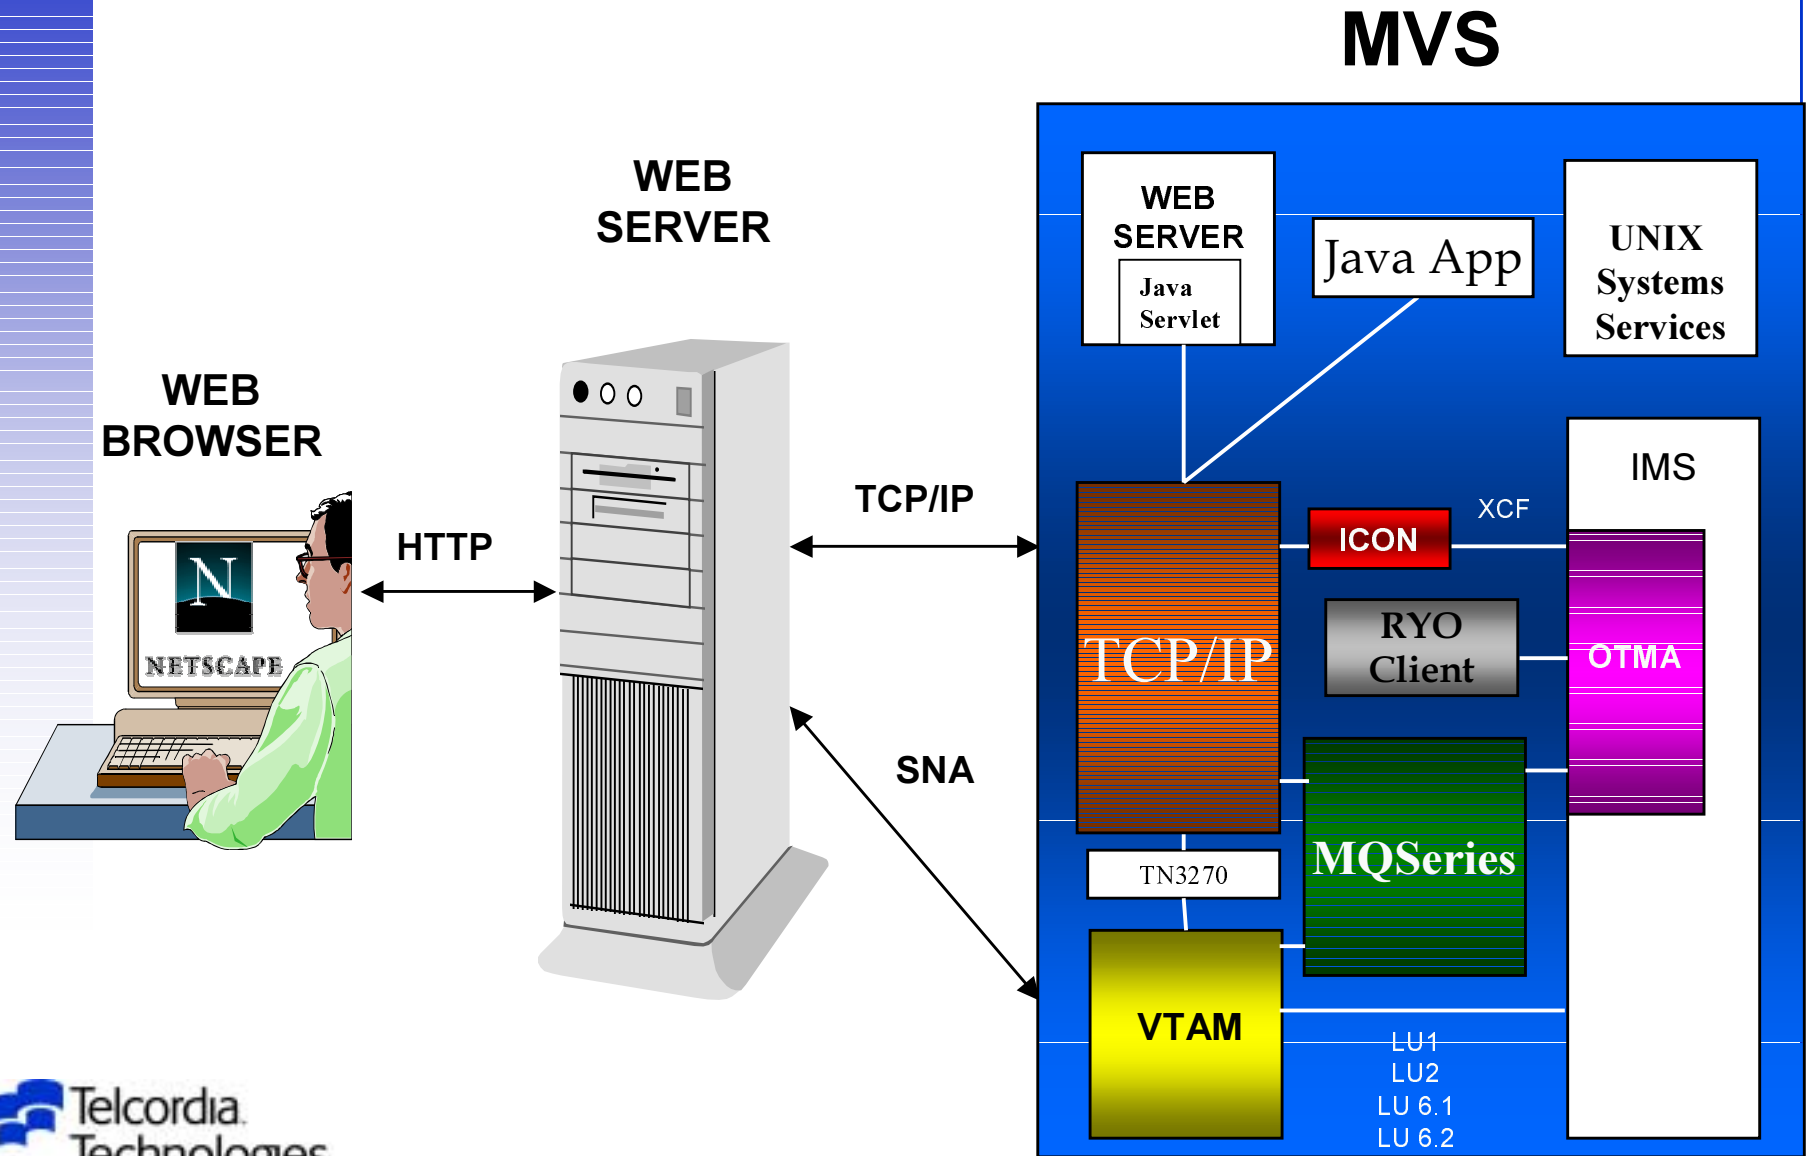 MVS
WEB
SERVER
WEB
BROWSER
HTTP
N
NETSCAPE
TCP/IP
SNA
WEB
SERVER
Java
Servlet
Java App
UNIX
Systems
Services
IMS
XCF
ICON
RYO
Client
OTMA
TCP/IP
MQSeries
TN3270
VTAM
LU1
LU2
LU 6.1
LU 6.2
Telcordia
Technologies